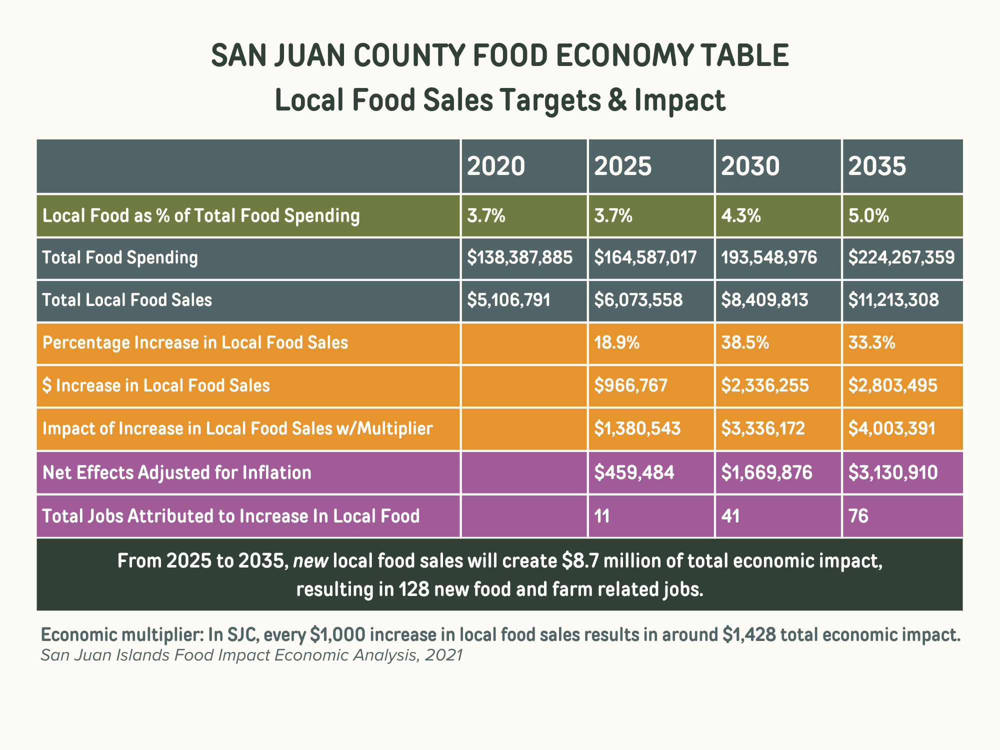 SAN JUAN COUNTY FOOD ECONOMY TABLE
Local Food Sales Targets & Impact
2020 2025 2030 2035
Local Food as % of Total Food Spending 3.7% 3.7% 4.3% 5.0%
Total Food Spending $138,387,885 $164,587,017 193,548,976 $224,267,359
Total Local Food Sales $5,106,791 $6,073,558 $8,409,813 $11,213,308
Percentage Increase in Local Food Sales 18.9% 38.5% 33.3%
$ Increase in Local Food Sales $966,767 $2,336,255 $2,803,495
Impact of Increase in Local Food Sales w/Multiplier $1,380,543 $3,336,172 $4,003,391
Net Effects Adjusted for Inflation $459,484 $1,669,876 $3,130,910
Total Jobs Attributed to Increase In Local Food 11 41 76
From 2025 to 2035, new local food sales will create $8.7 million of total economic impact,
resulting in 128 new food and farm related jobs.
Economic multiplier: In SJC, every $1,000 increase in local food sales results in around $1,428 total economic impact.
San Juan Islands Food Impact Economic Analysis, 2021